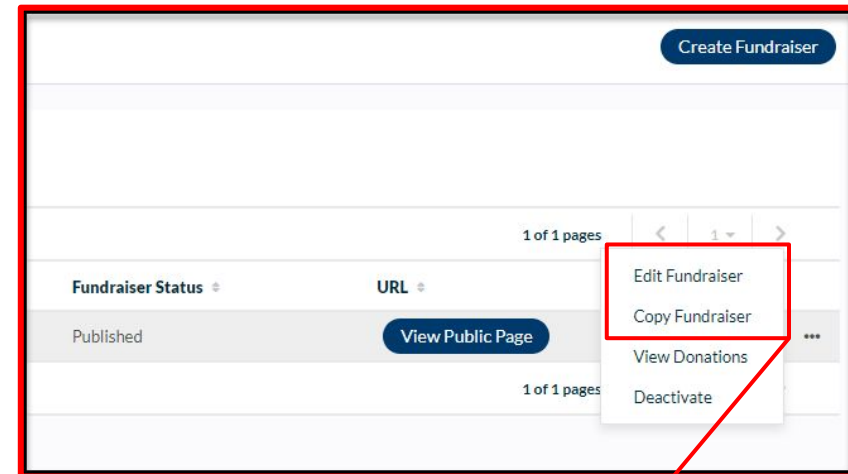 Create Fundraiser
1 of 1 pages
1
Fundraiser Status
URL
Edit Fundraiser
Copy Fundraiser
View Donations
Deactivate
Published
View Public Page
1 of 1 pages